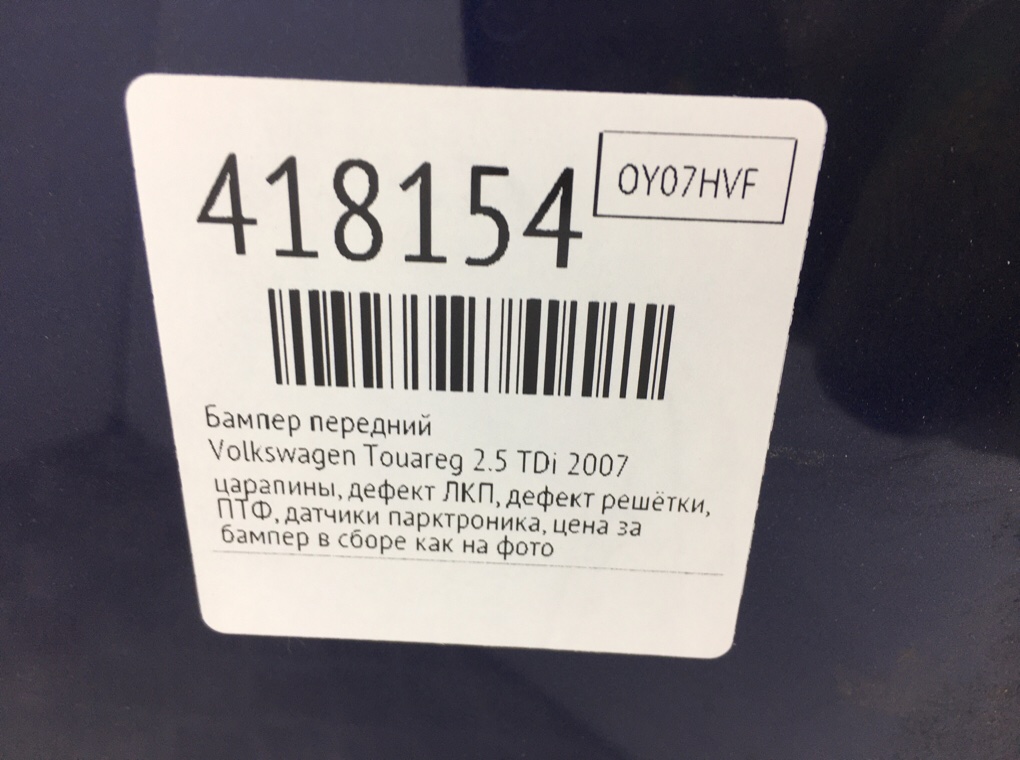 418154
OY07HVF
Бампер передний
Volkswagen Touareg 2.5 TDi 2007
царапины, дефект ЛКП, дефект решётки,
ПТФ, датчики парктроника, цена за
бампер в сборе как на фото